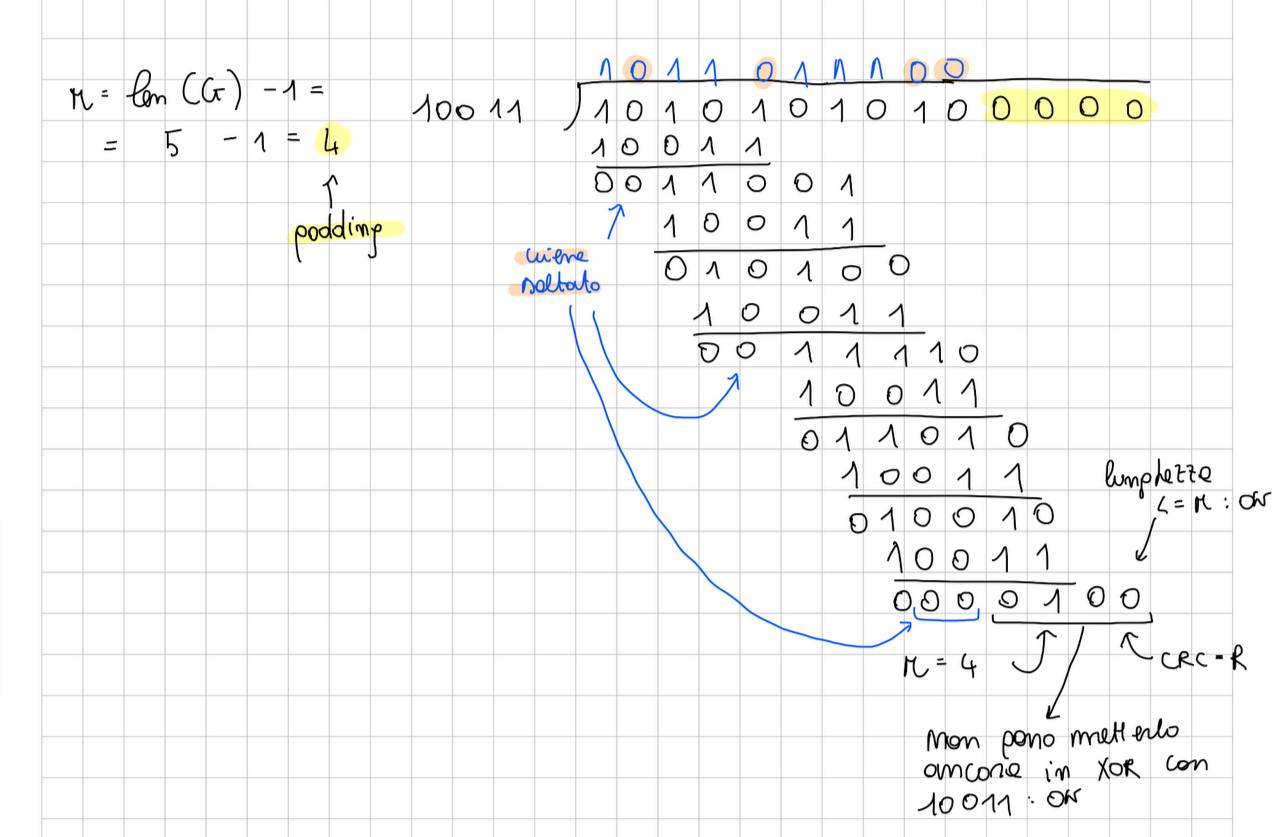 r = len (G) - 1 =
= 5 - 1 = 4
padding
1 0 1 1 0 1 1 1 0 0
10011
1 0 1 0 1 0 1 0 1 0 0 0 0 0
1 0 0 1 1
0 0 1 1 0 0 1
1 0 0 1 1
0 1 0 1 0 0
viene
saltato
1 0 0 1 1
0 0 1 1 1 1 0
1 0 0 1 1
0 1 1 0 1 0
1 0 0 1 1
0 1 0 0 1 0
lunghezza
4 = r : OK
1 0 0 1 1
0 0 0 0 1 0 0
r = 4
CRC = R
Non posso metterlo
ancora in XOR con
10011 : OK